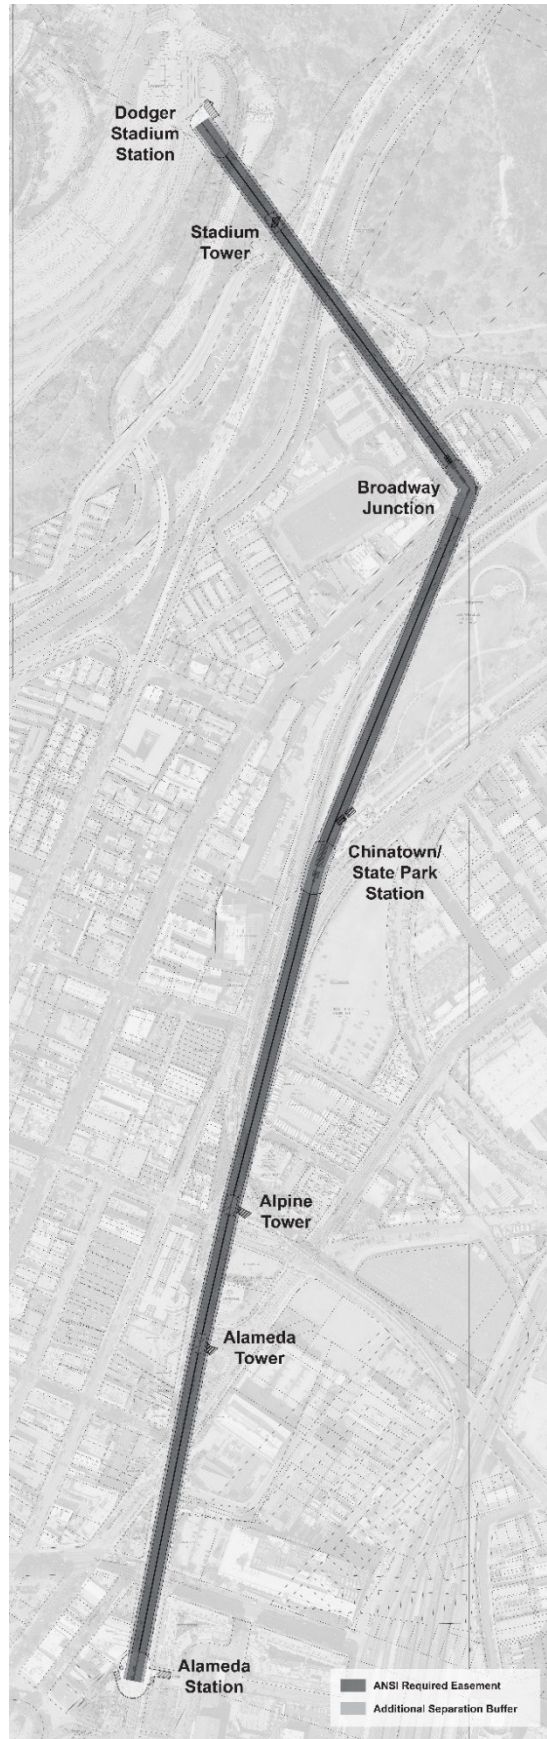 Dodger
Stadium
Station
Stadium
Tower
Broadway
Junction
Chinatown/
State Park
Station
Alpine
Tower
Alameda
Tower
Alameda
Station
ANSI Required Easement
Additional Separation Buffer